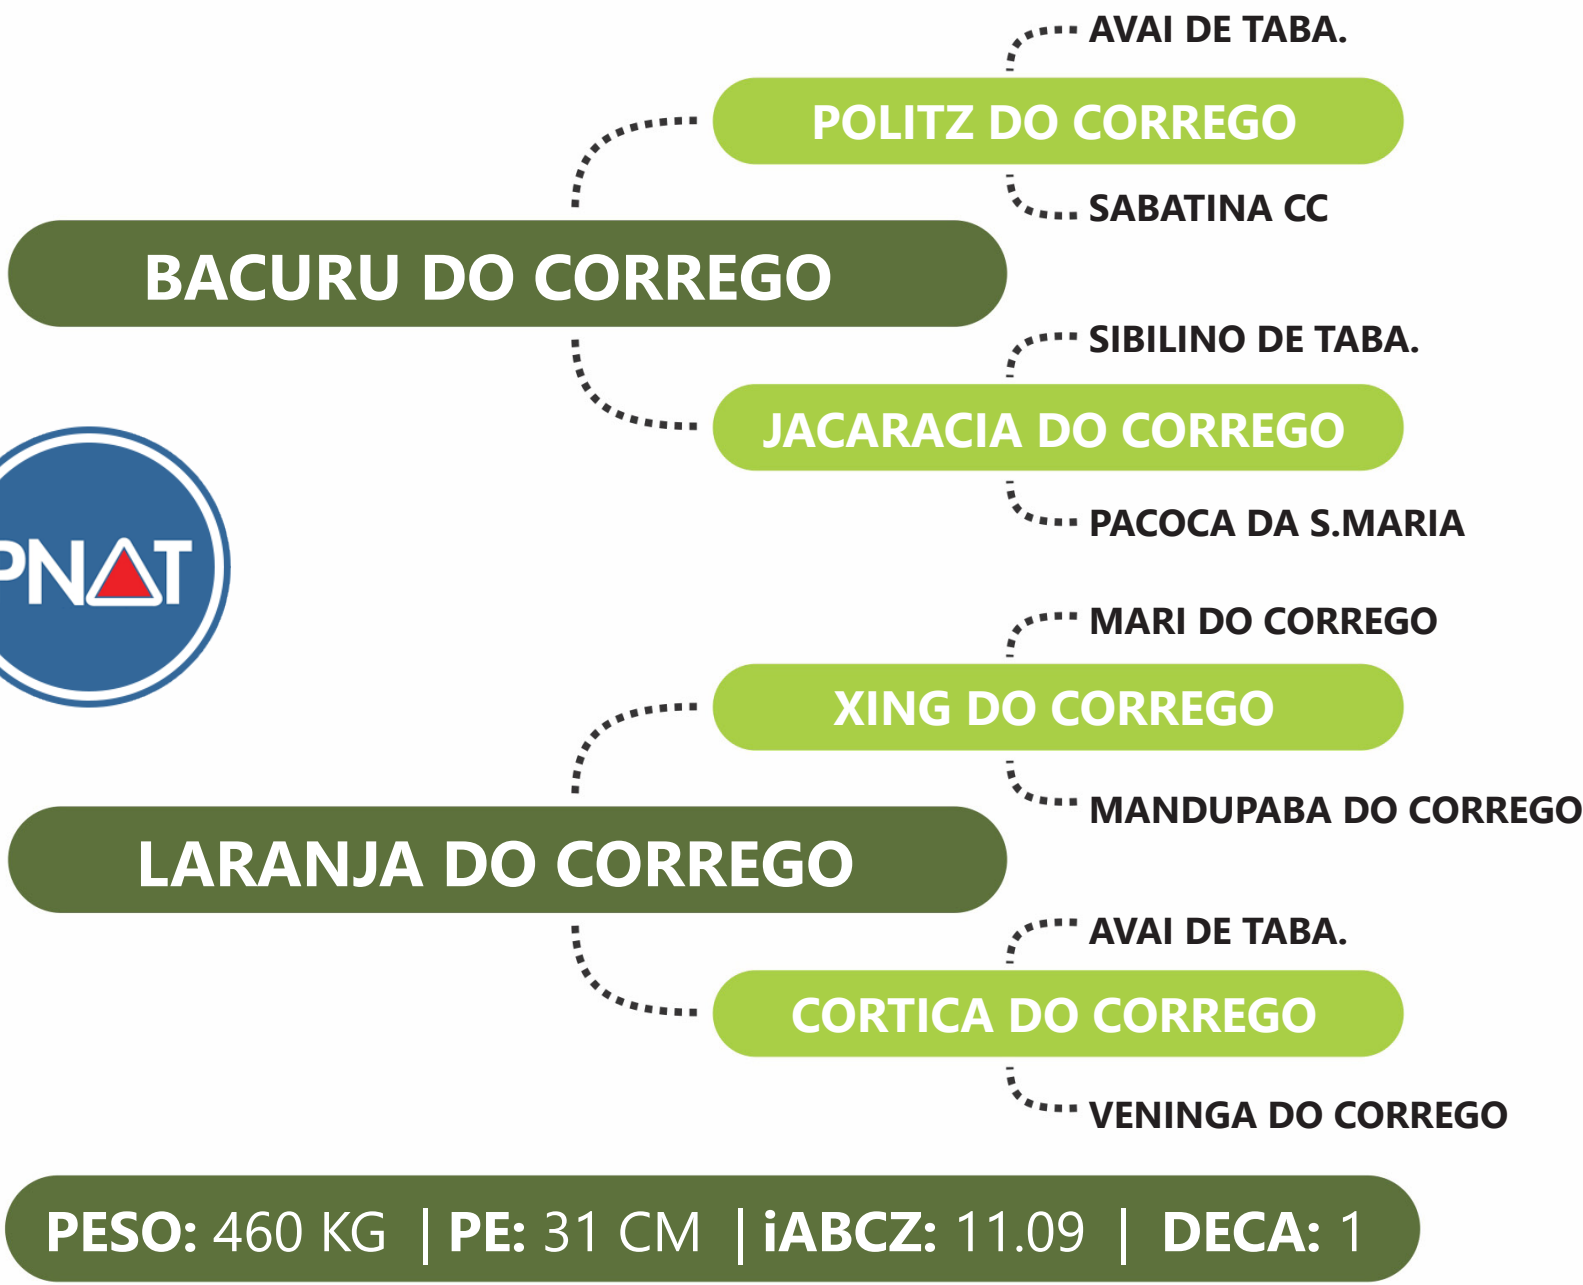 AVAI DE TABA.
POLITZ DO CORREGO
SABATINA CC
BACURU DO CORREGO
SIBILINO DE TABA.
JACARACIA DO CORREGO
PACOCA DA S.MARIA
PNAT
MARI DO CORREGO
XING DO CORREGO
MANDUPABA DO CORREGO
LARANJA DO CORREGO
AVAI DE TABA.
CORTICA DO CORREGO
VENINGA DO CORREGO
PESO: 460 KG | PE: 31 CM | iABCZ: 11.09 | DECA: 1